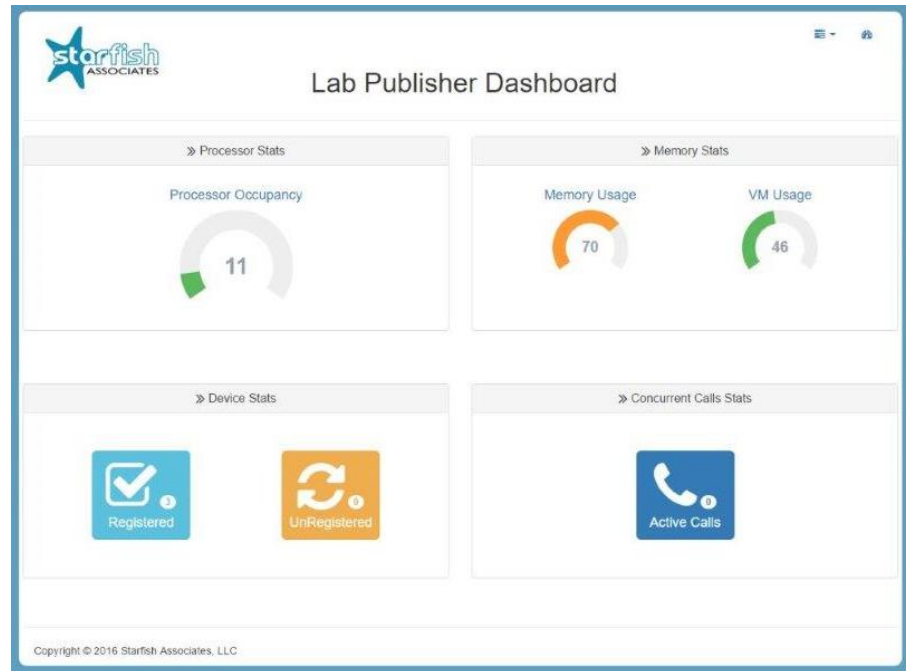 starfish
ASSOCIATES
Lab Publisher Dashboard
Processor Stats
Processor Occupancy
11
Memory Stats
Memory Usage
VM Usage
70
46
Device Stats
3
Registered
0
UnRegistered
Concurrent Calls Stats
0
Active Calls
Copyright © 2016 Starfish Associates, LLC